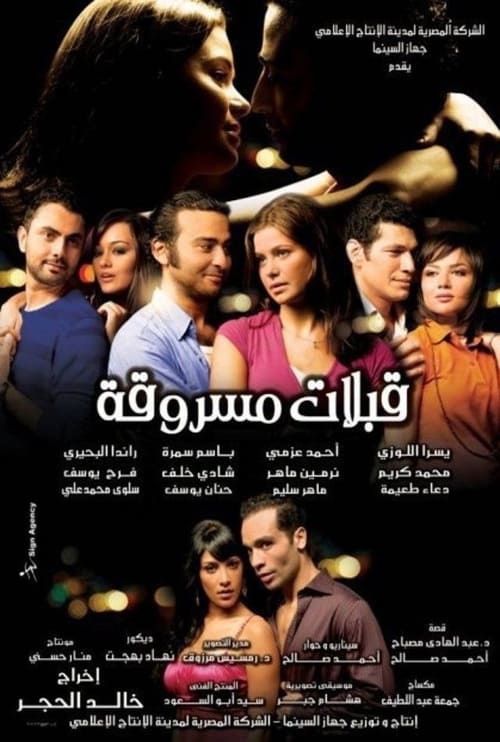 الشركة المصرية لمدينة الإنتاج الإعلامي
جهاز السينما
يقدم
قبلات مسروقة
يسرا اللوزي أحمد عزمي باسم سمرة راندا البحيري
محمد كريم نرمين ماهر شادي خلف فرح يوسف
دعاء طعيمة ماهر سليم حنان يوسف سلوى محمد علي
Sign Agency
قصة
د.عبد الهادى مصباح
أحمد صالح
سيناريو و حوار
أحمد صالح
مدير التصوير
د. رمسيس مرزوق
ديكور
نهاد بهجت
مونتاج
منار حسني
مكساج
جمعة عبد اللطيف
موسيقى تصويرية
هشام جبر
المنتج الفنى
سيد أبو السعود
إخراج
خالد الحجر
إنتاج و توزيع جهاز السينما - الشركة المصرية لمدينة الإنتاج الإعلامي